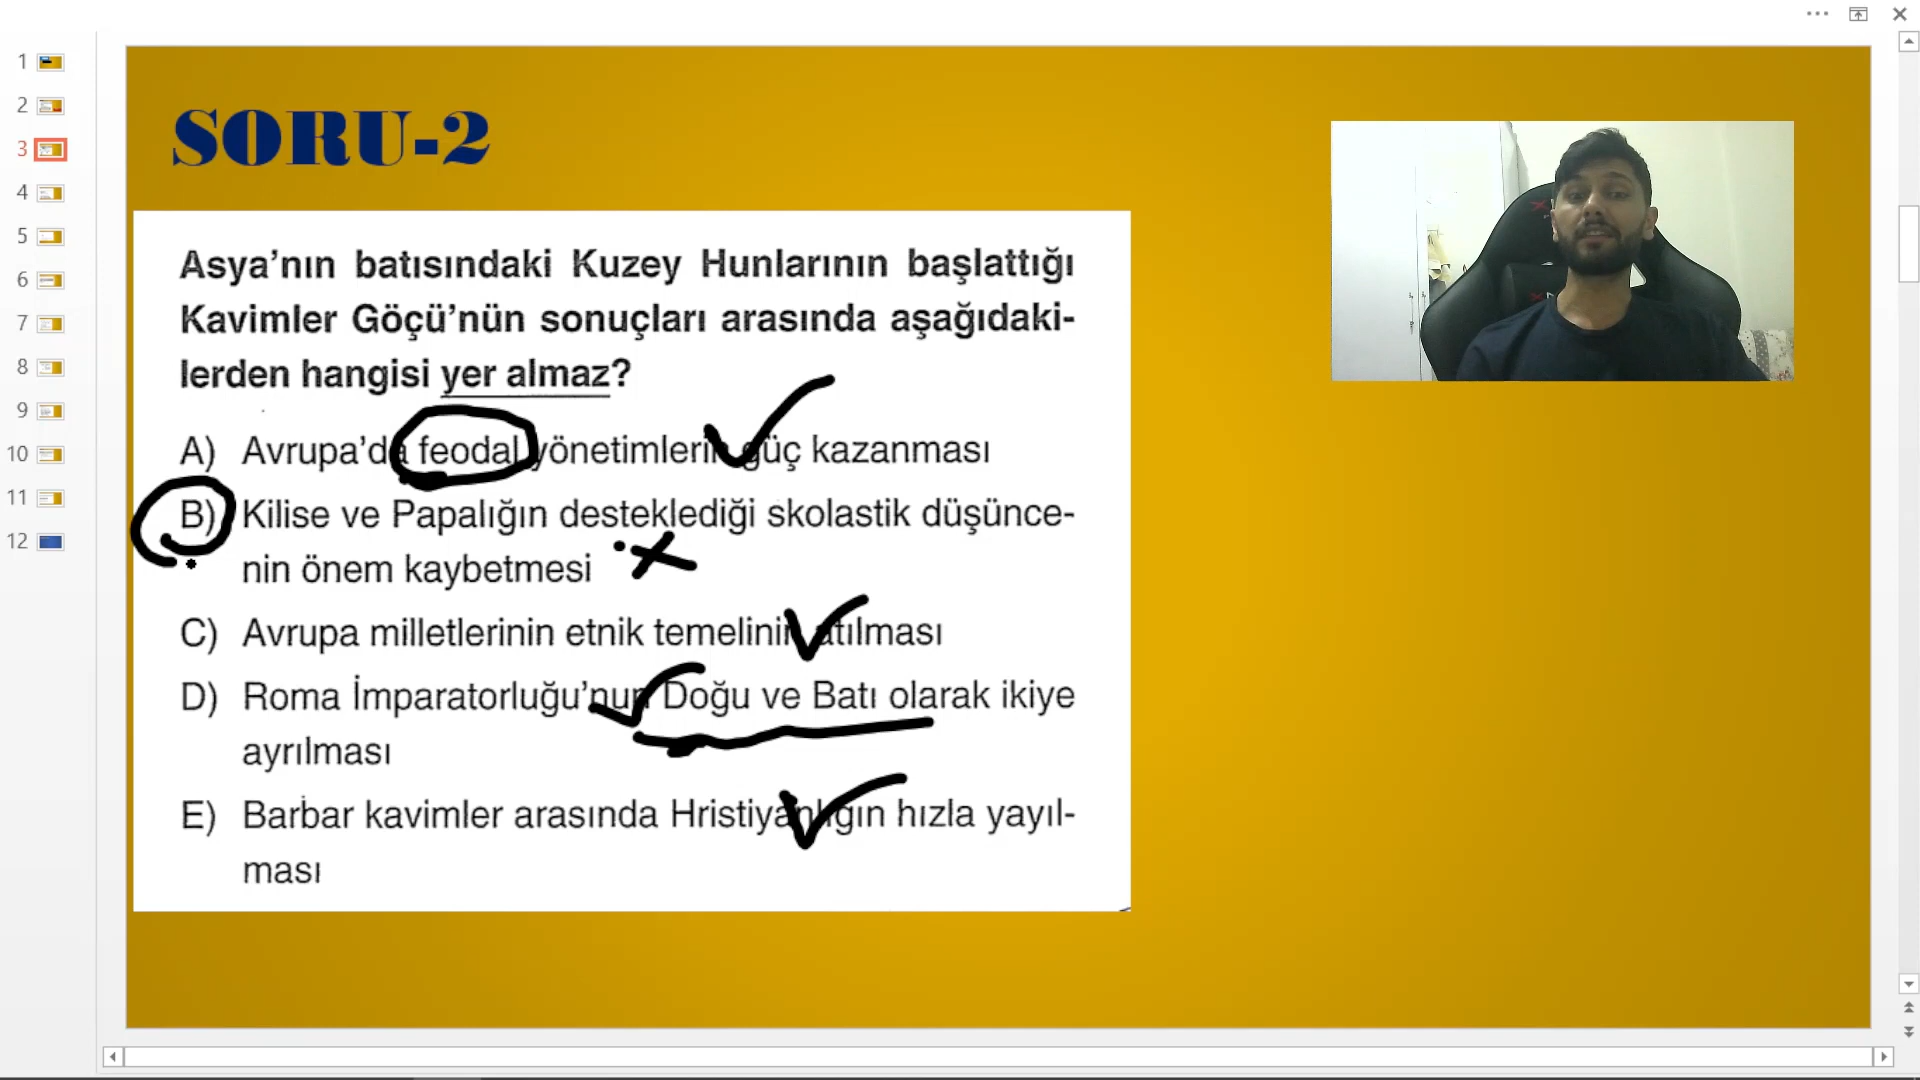 1
2
3
4
5
6
7
8
9
10
11
12
SORU-2
Asya’nın batısındaki Kuzey Hunlarının başlattığı
Kavimler Göçü’nün sonuçları arasında aşağıdaki-
lerden hangisi yer almaz?
A) Avrupa’da feodal yönetimlerin güç kazanması
B) Kilise ve Papalığın desteklediği skolastik düşünce-
nin önem kaybetmesi
C) Avrupa milletlerinin etnik temelinin atılması
D) Roma İmparatorluğu’nun Doğu ve Batı olarak ikiye
ayrılması
E) Barbar kavimler arasında Hristiyanlığın hızla yayıl-
ması